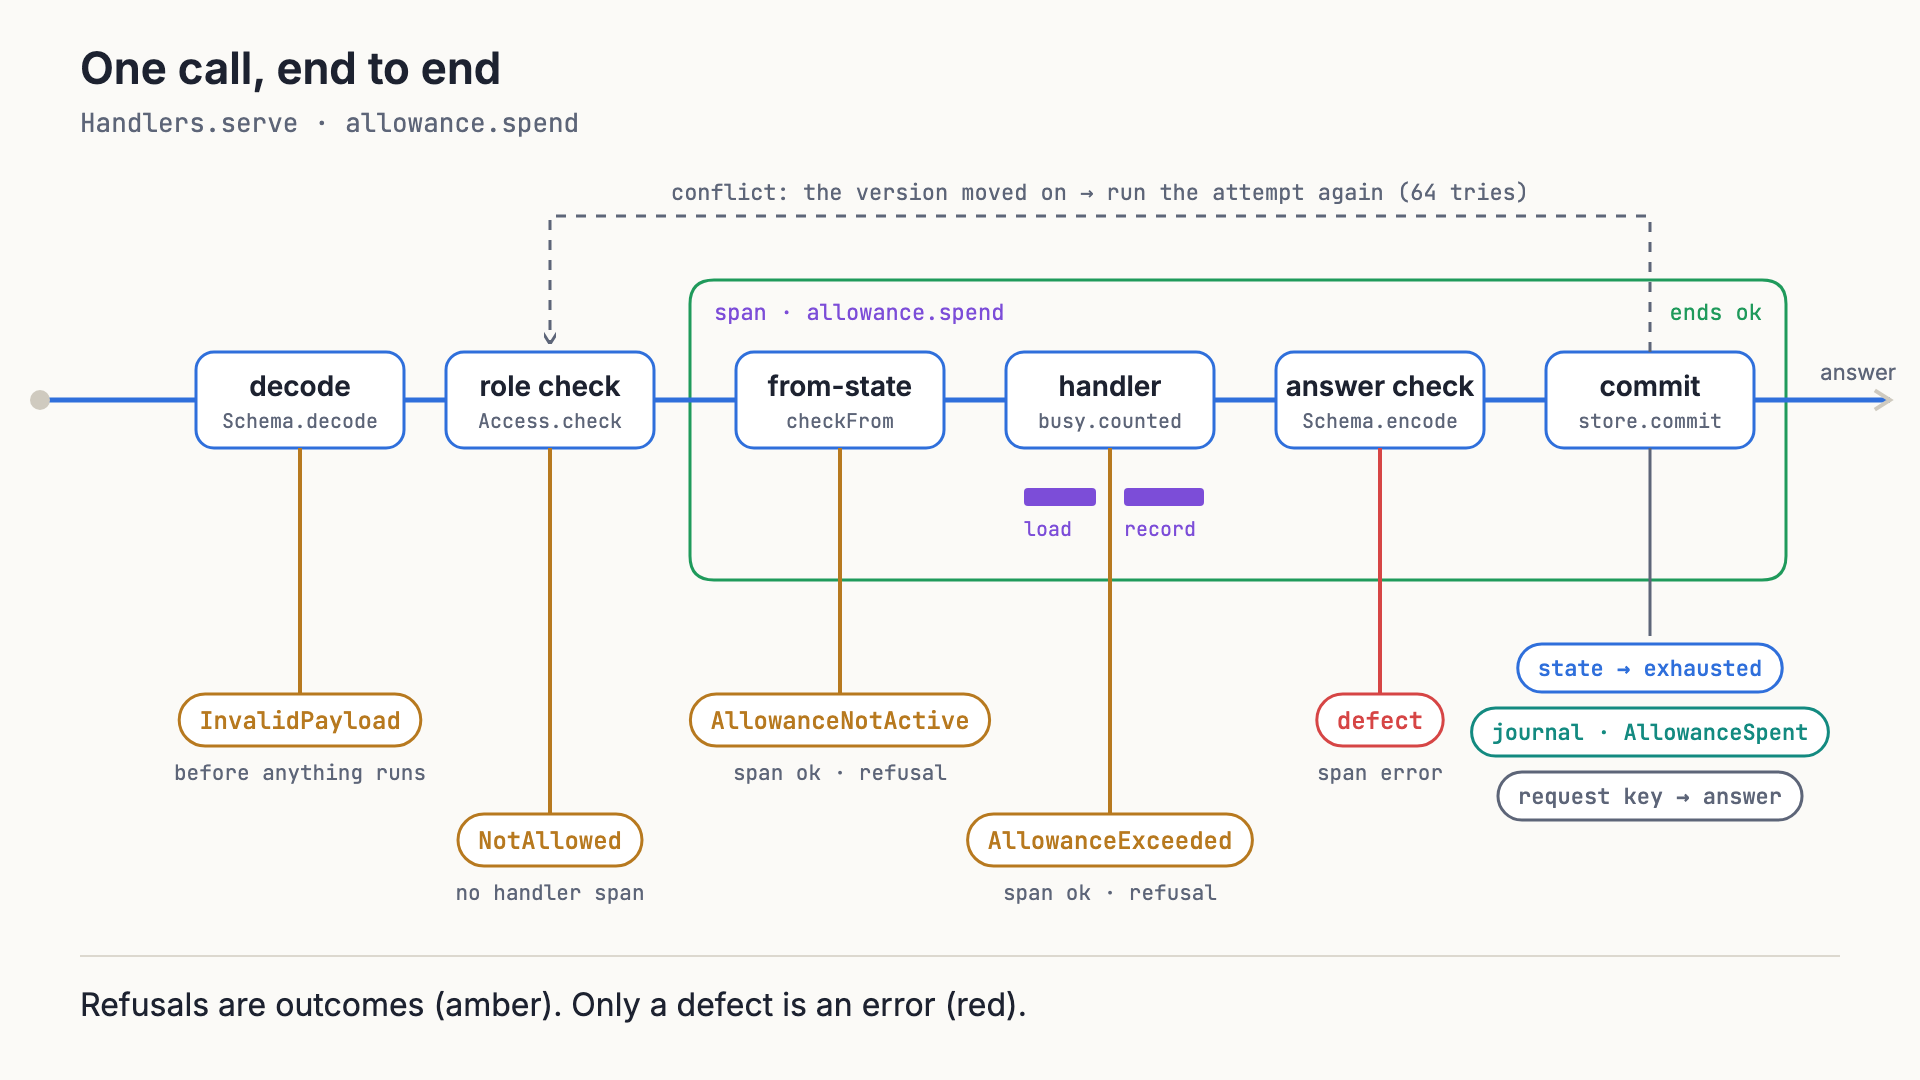 One call, end to end
Handlers.serve · allowance.spend
conflict: the version moved on → run the attempt again (64 tries)
span · allowance.spend
ends ok
decode
Schema.decode
role check
Access.check
from-state
checkFrom
handler
busy.counted
answer check
Schema.encode
commit
store.commit
answer
load
record
InvalidPayload
before anything runs
NotAllowed
no handler span
AllowanceNotActive
span ok · refusal
AllowanceExceeded
span ok · refusal
defect
span error
state → exhausted
journal · AllowanceSpent
request key → answer
Refusals are outcomes (amber). Only a defect is an error (red).